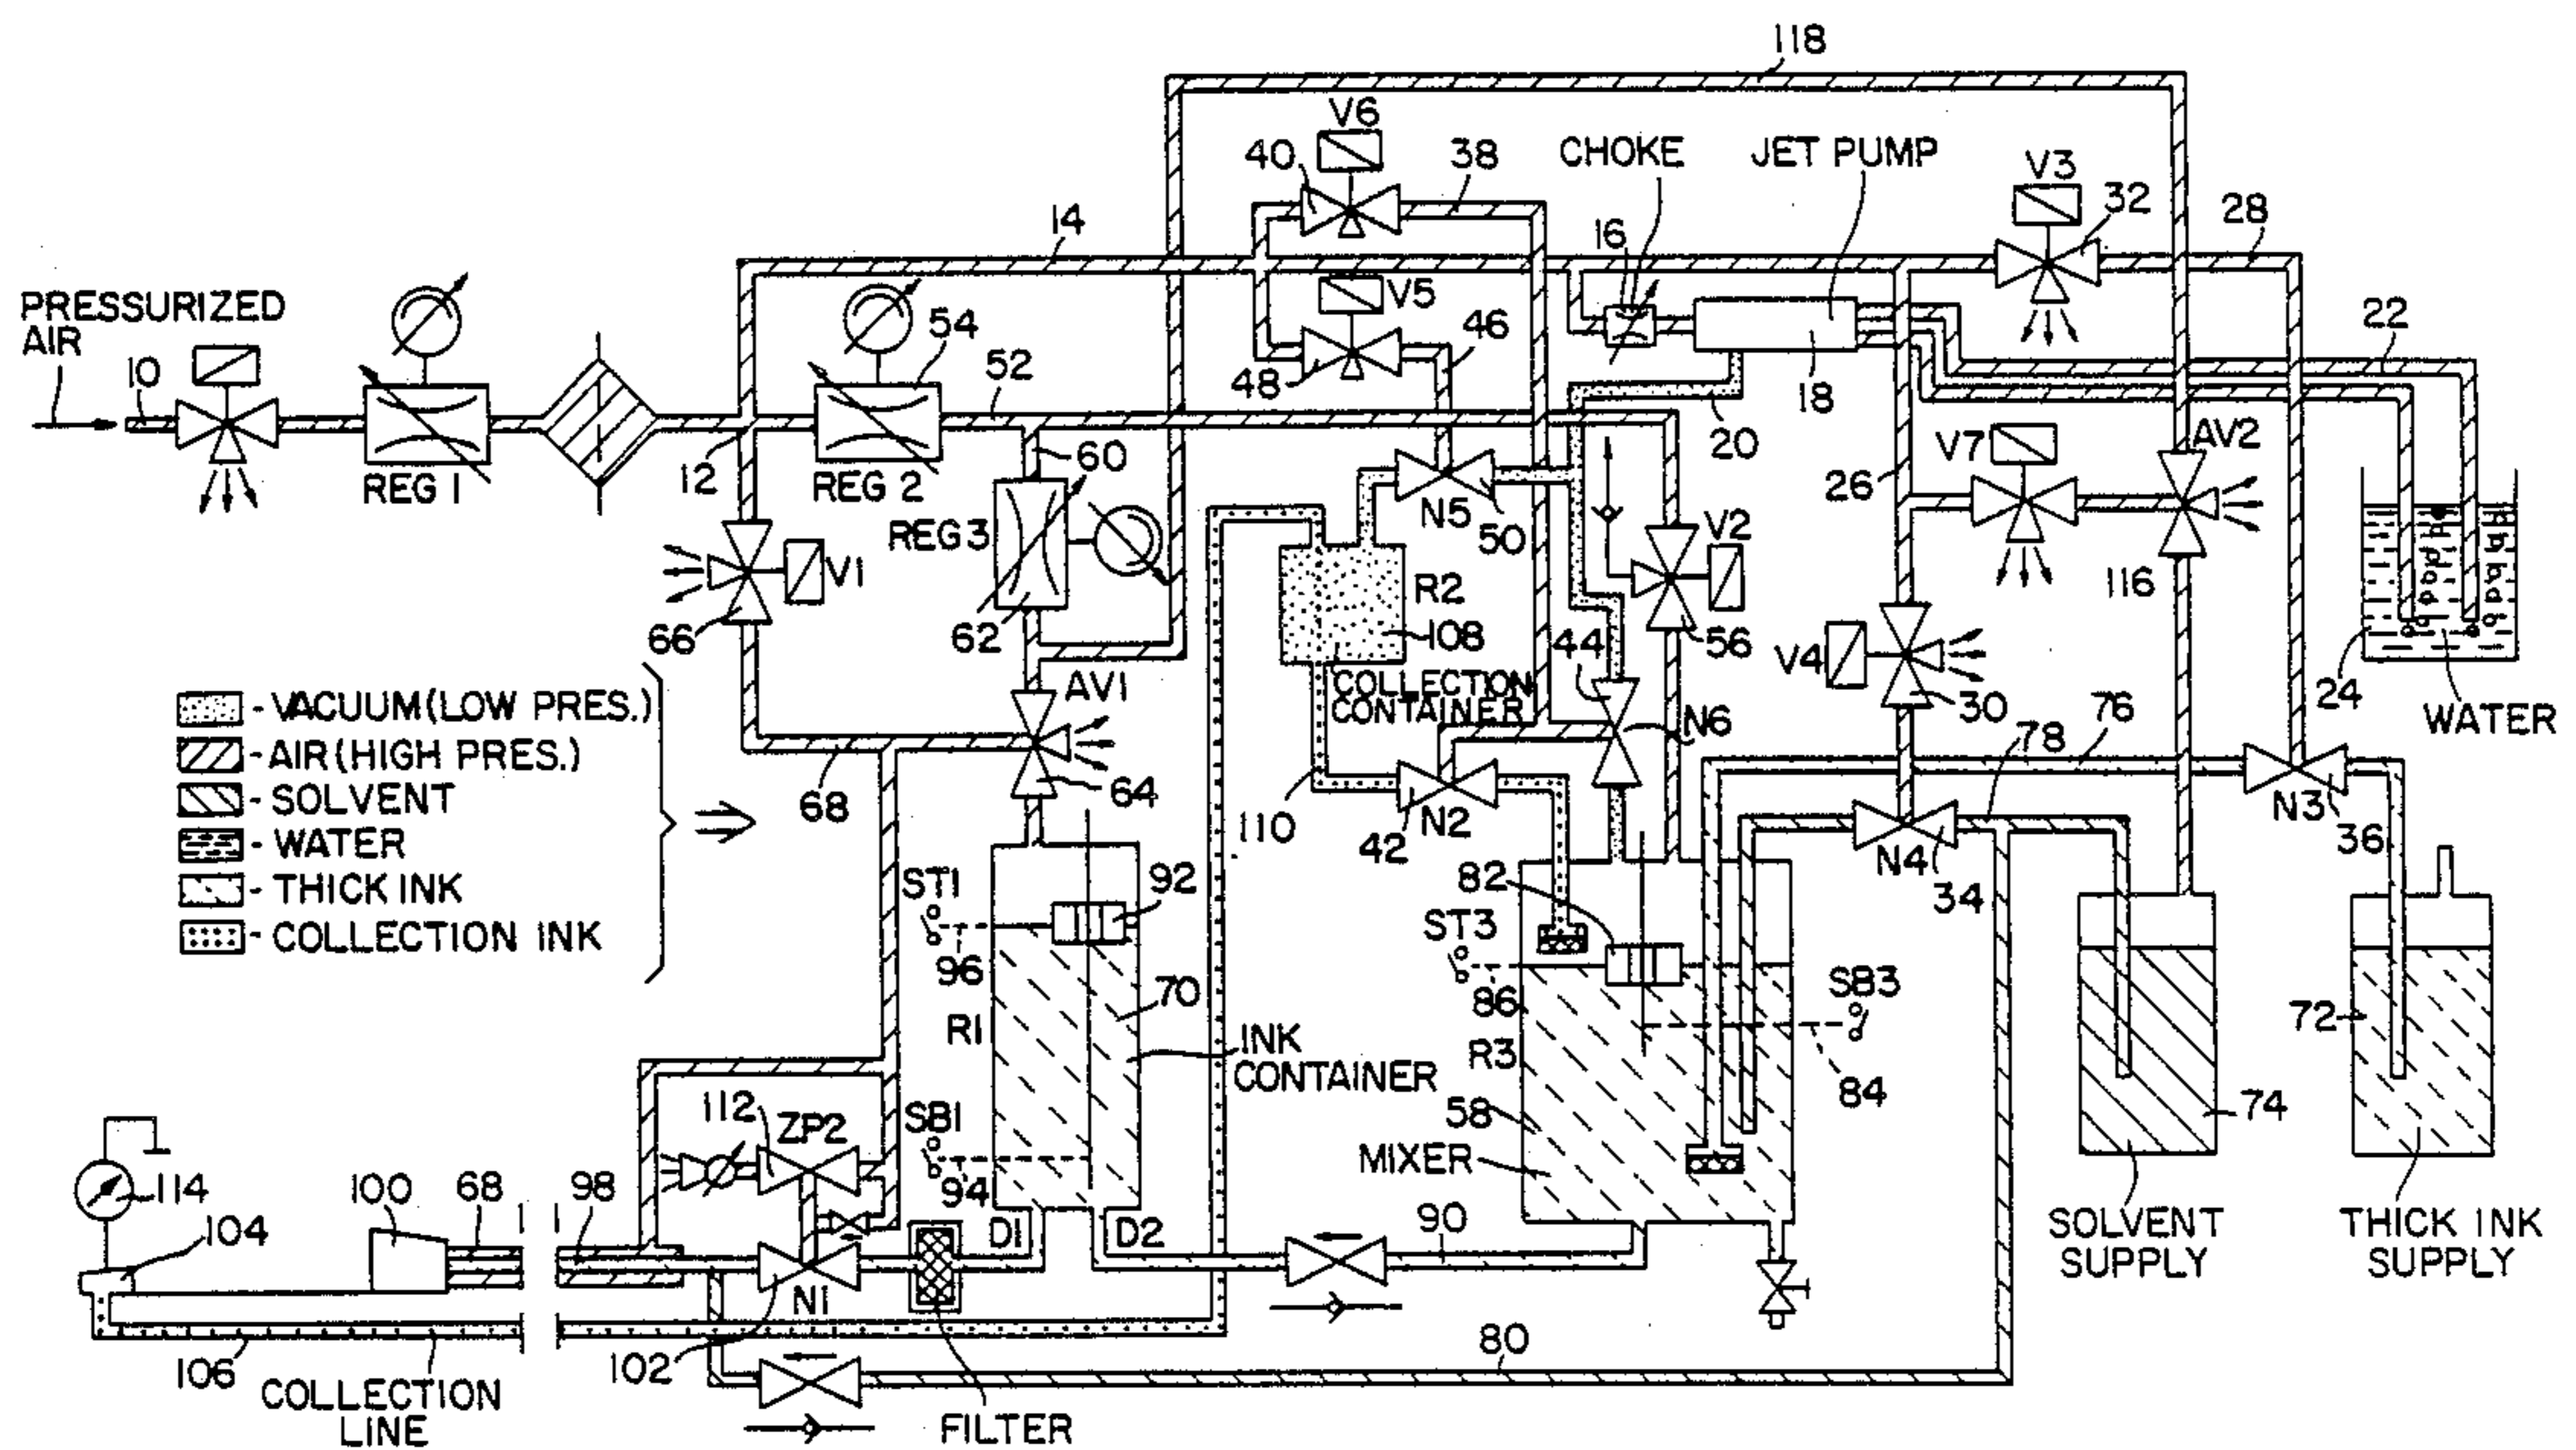 118
V6
40
38
CHOKE
JET PUMP
V3
32
28
14
16
PRESSURIZED
AIR
10
54
V5
46
48
52
18
22
20
REG 1
12
REG 2
60
26
V7
AV2
REG 3
N5
50
V2
V1
66
62
R2
108
44
56
V4
116
24
WATER
COLLECTION
CONTAINER
AV1
N6
30
76
78
VACUUM (LOW PRES.)
AIR (HIGH PRES.)
SOLVENT
WATER
THICK INK
COLLECTION INK
68
64
110
42
N2
N4
34
N3
36
ST1
92
82
ST3
96
86
SB3
70
R1
INK
CONTAINER
R3
84
72
74
58
MIXER
112
ZP2
SB1
94
114
104
100
68
98
D1
D2
90
SOLVENT
SUPPLY
THICK INK
SUPPLY
N1
106
COLLECTION
LINE
102
FILTER
80